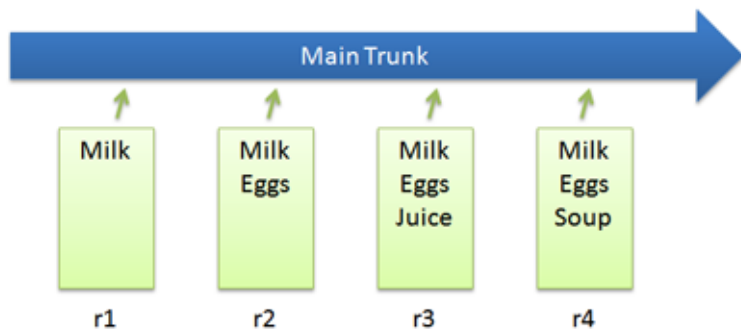 Main Trunk
Milk
Milk
Eggs
Milk
Eggs
Juice
Milk
Eggs
Soup
r1
r2
r3
r4